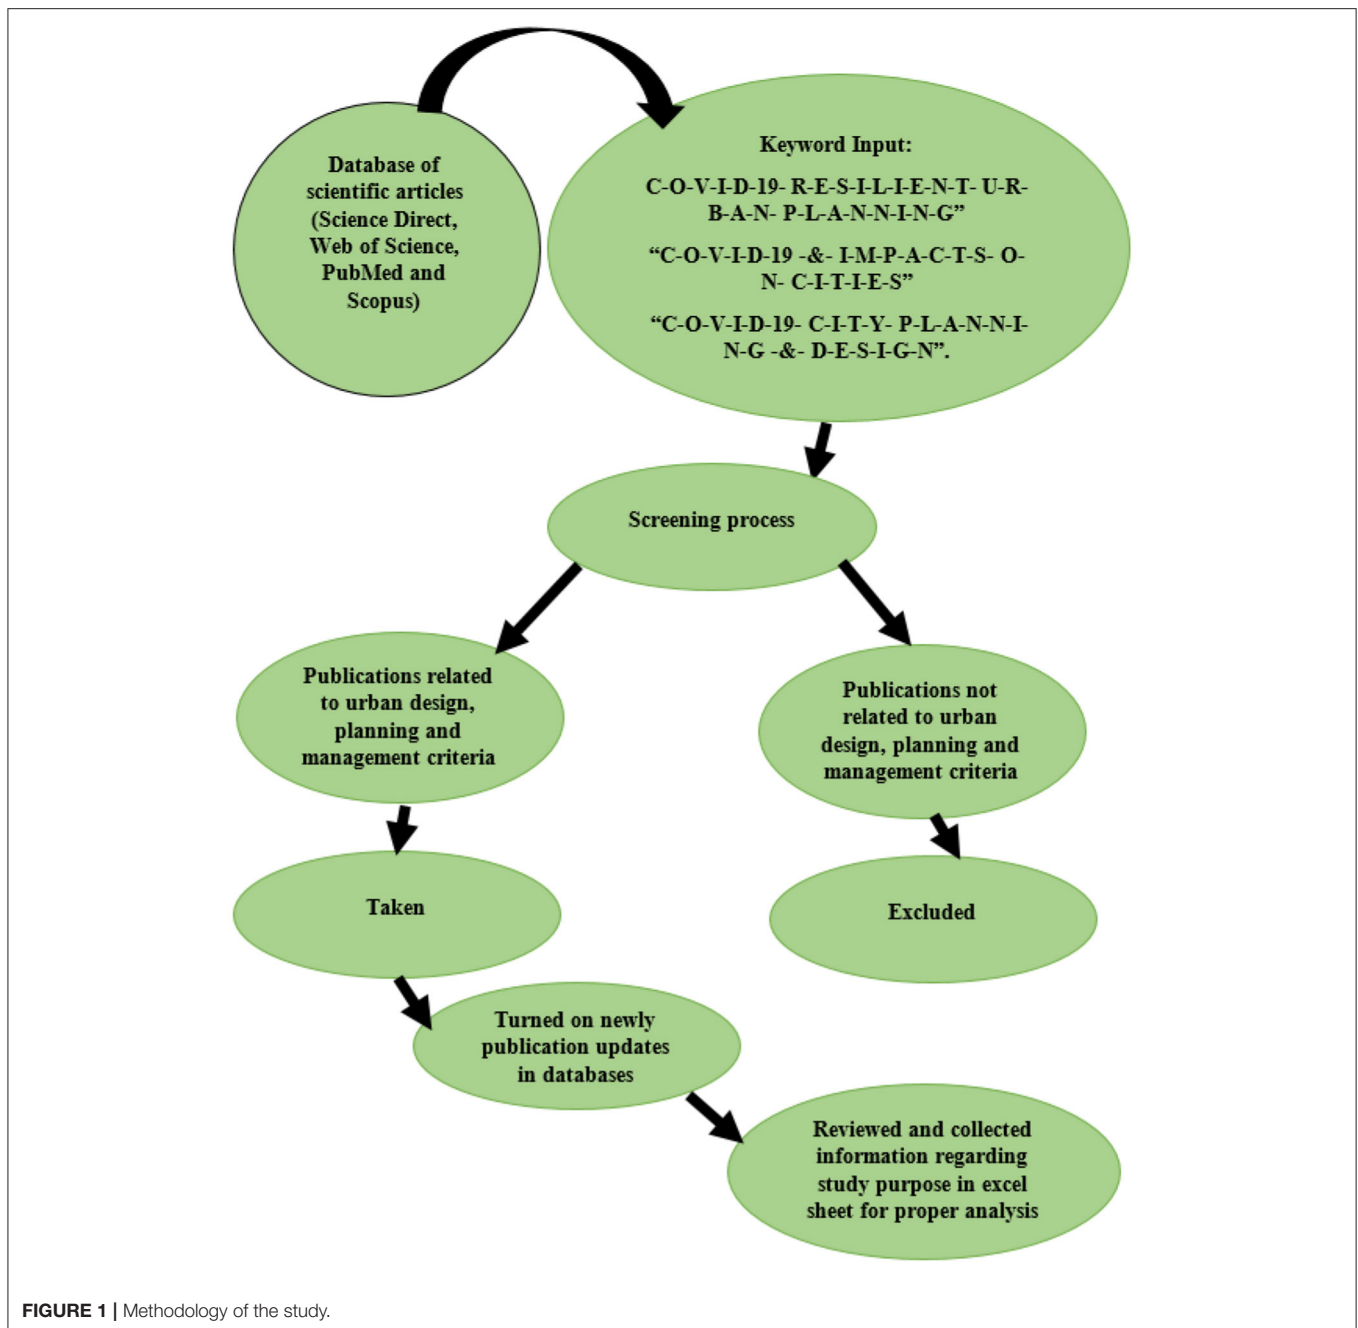 Database of
scientific articles
(Science Direct,
Web of Science,
PubMed and
Scopus)
Keyword Input:
C-O-V-I-D-19- R-E-S-I-L-I-E-N-T- U-R-
B-A-N- P-L-A-N-N-I-N-G”
“C-O-V-I-D-19 -&- I-M-P-A-C-T-S- O-
N- C-I-T-I-E-S”
“C-O-V-I-D-19- C-I-T-Y- P-L-A-N-N-I-
N-G -&- D-E-S-I-G-N”.
Screening process
Publications related
to urban design,
planning and
management criteria
Publications not
related to urban
design, planning and
management criteria
Taken
Excluded
Turned on newly
publication updates
in databases
Reviewed and collected
information regarding
study purpose in excel
sheet for proper analysis
FIGURE 1 | Methodology of the study.